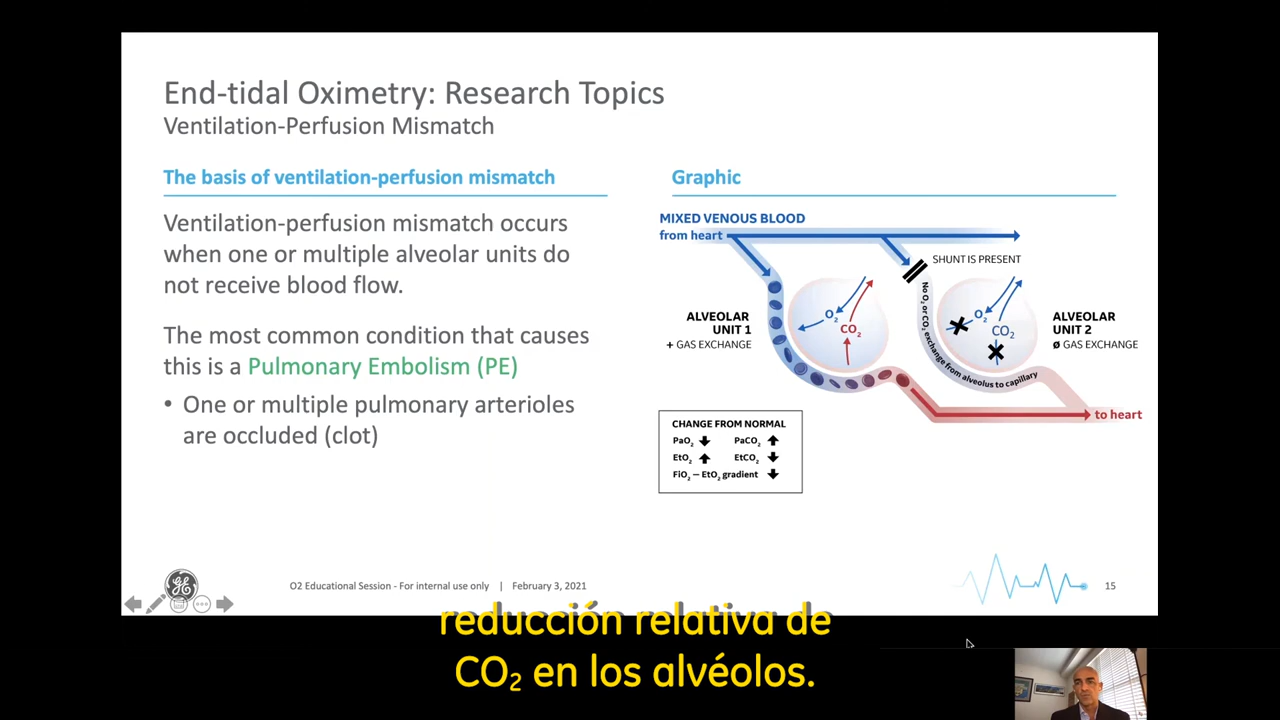 End-tidal Oximetry: Research Topics
Ventilation-Perfusion Mismatch
The basis of ventilation-perfusion mismatch
Ventilation-perfusion mismatch occurs
when one or multiple alveolar units do
not receive blood flow.
The most common condition that causes
this is a Pulmonary Embolism (PE)
• One or multiple pulmonary arterioles
are occluded (clot)
Graphic
MIXED VENOUS BLOOD
from heart
SHUNT IS PRESENT
ALVEOLAR
UNIT 1
+ GAS EXCHANGE
O₂
CO₂
No O₂ or CO₂ exchange from alveolus to capillary
O₂
CO₂
ALVEOLAR
UNIT 2
Ø GAS EXCHANGE
to heart
CHANGE FROM NORMAL
PaO₂ 🡇 PaCO₂ 🡅
EtO₂ 🡅 EtCO₂ 🡇
FiO₂ – EtO₂ gradient 🡇
GE
O2 Educational Session - For internal use only | February 3, 2021
15
reducción relativa de
CO₂ en los alvéolos.